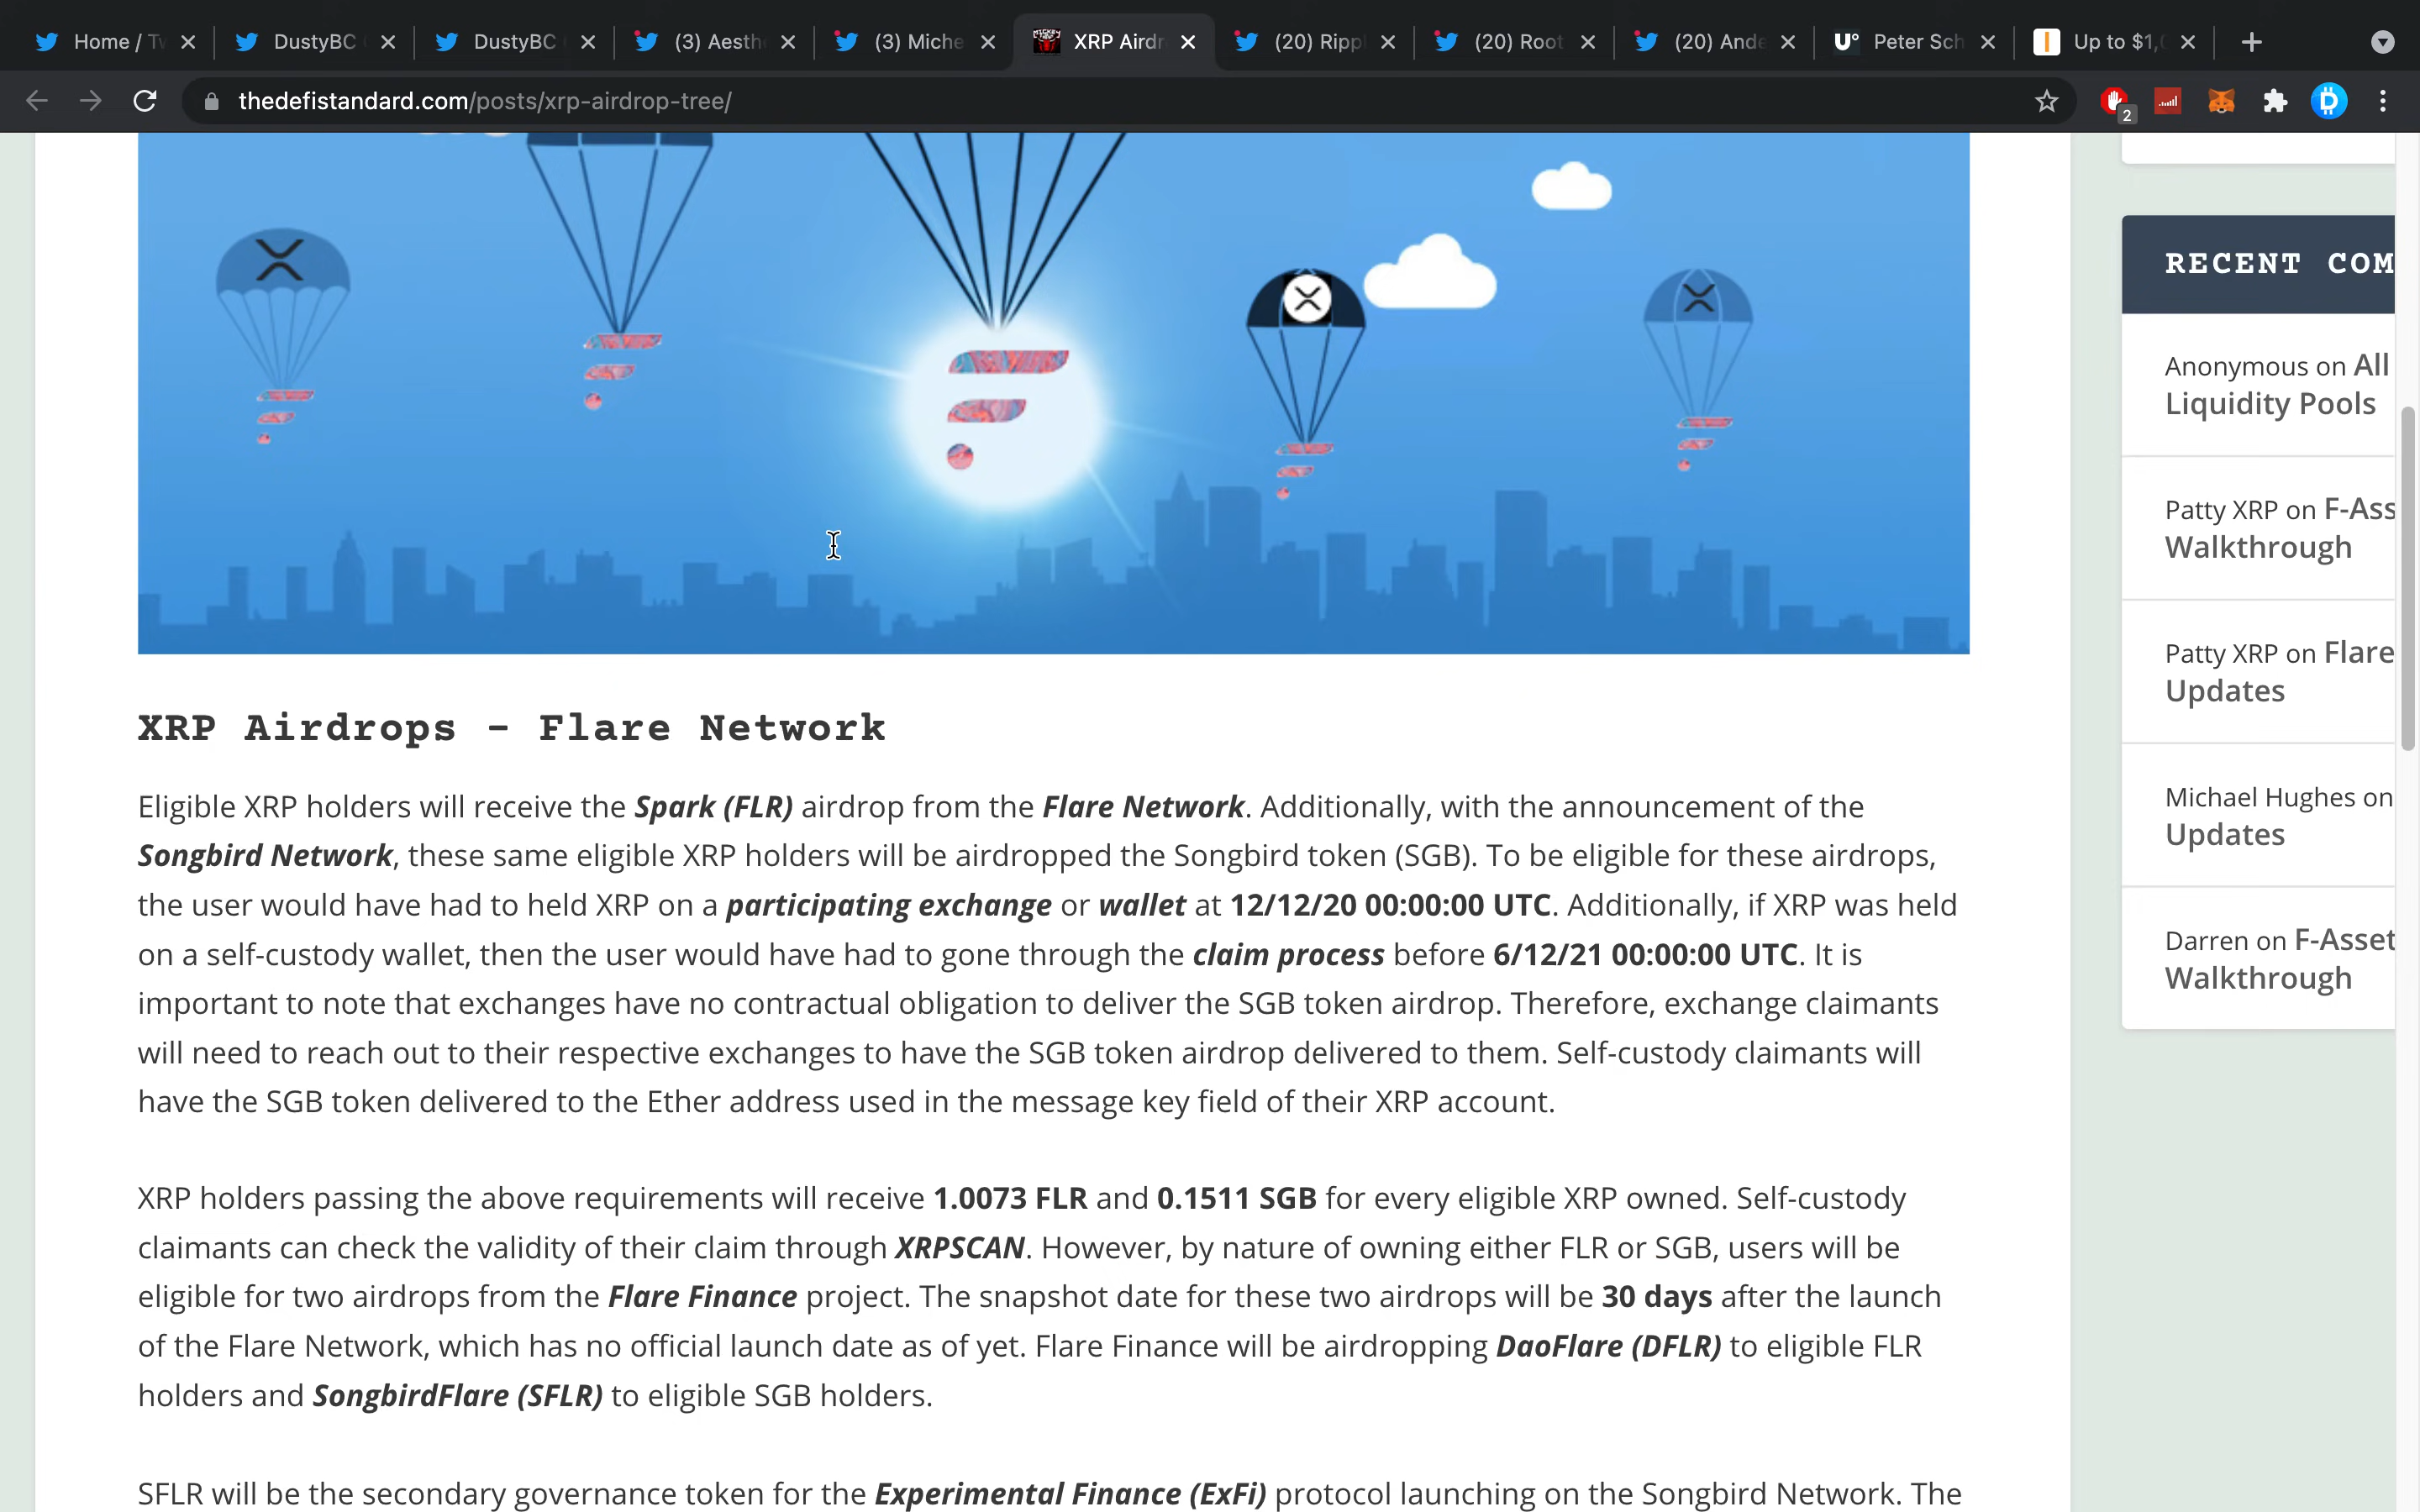 Home / Tw
DustyBC
DustyBC
(3) Aesth
(3) Miche
XRP Airdr
(20) Ripp
(20) Root
(20) Ande
U°
Peter Sch
Up to $1,
thedefistandard.com/posts/xrp-airdrop-tree/
2
XRP Airdrops - Flare Network
Eligible XRP holders will receive the Spark (FLR) airdrop from the Flare Network. Additionally, with the announcement of the
Songbird Network, these same eligible XRP holders will be airdropped the Songbird token (SGB). To be eligible for these airdrops,
the user would have had to held XRP on a participating exchange or wallet at 12/12/20 00:00:00 UTC. Additionally, if XRP was held
on a self-custody wallet, then the user would have had to gone through the claim process before 6/12/21 00:00:00 UTC. It is
important to note that exchanges have no contractual obligation to deliver the SGB token airdrop. Therefore, exchange claimants
will need to reach out to their respective exchanges to have the SGB token airdrop delivered to them. Self-custody claimants will
have the SGB token delivered to the Ether address used in the message key field of their XRP account.
XRP holders passing the above requirements will receive 1.0073 FLR and 0.1511 SGB for every eligible XRP owned. Self-custody
claimants can check the validity of their claim through XRPSCAN. However, by nature of owning either FLR or SGB, users will be
eligible for two airdrops from the Flare Finance project. The snapshot date for these two airdrops will be 30 days after the launch
of the Flare Network, which has no official launch date as of yet. Flare Finance will be airdropping DaoFlare (DFLR) to eligible FLR
holders and SongbirdFlare (SFLR) to eligible SGB holders.
SFLR will be the secondary governance token for the Experimental Finance (ExFi) protocol launching on the Songbird Network. The
RECENT COM
Anonymous on All
Liquidity Pools
Patty XRP on F-Ass
Walkthrough
Patty XRP on Flare
Updates
Michael Hughes on
Updates
Darren on F-Asset
Walkthrough